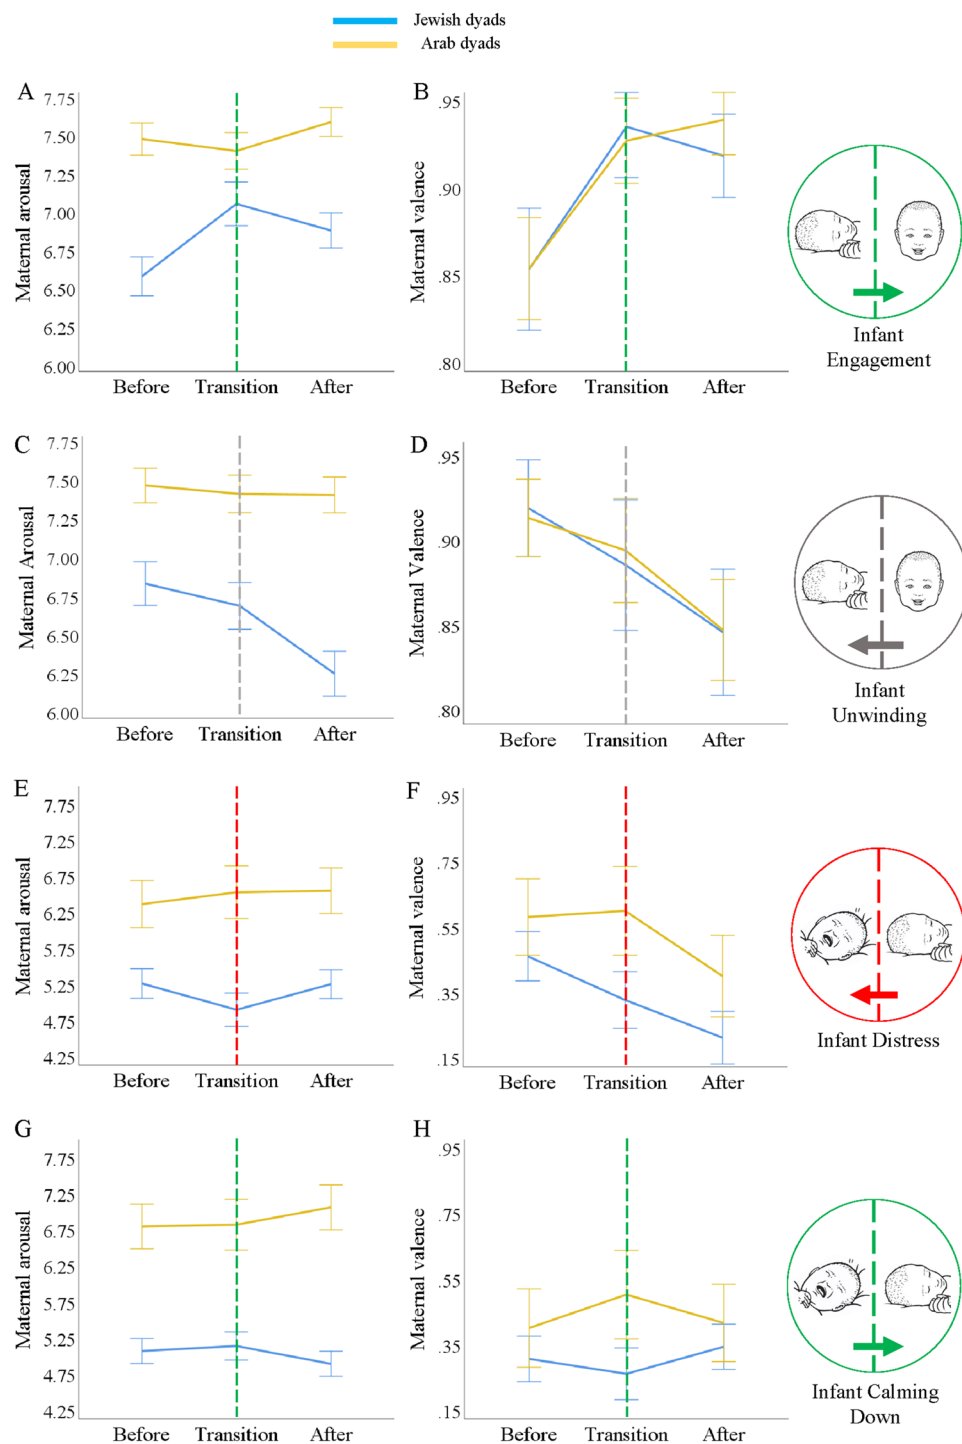 Jewish dyads
Arab dyads
A
Maternal arousal
7.75
7.50
7.25
7.00
6.75
6.50
6.25
6.00
Before Transition After
B
Maternal valence
.95
.90
.85
.80
Before Transition After
Infant
Engagement
C
Maternal Arousal
7.75
7.50
7.25
7.00
6.75
6.50
6.25
6.00
Before Transition After
D
Maternal Valence
.95
.90
.85
.80
Before Transition After
Infant
Unwinding
E
Maternal arousal
7.75
7.25
6.75
6.25
5.75
5.25
4.75
4.25
Before Transition After
F
Maternal valence
.95
.75
.55
.35
.15
Before Transition After
Infant Distress
G
Maternal arousal
7.75
7.25
6.75
6.25
5.75
5.25
4.75
4.25
Before Transition After
H
Maternal valence
.95
.75
.55
.35
.15
Before Transition After
Infant Calming
Down